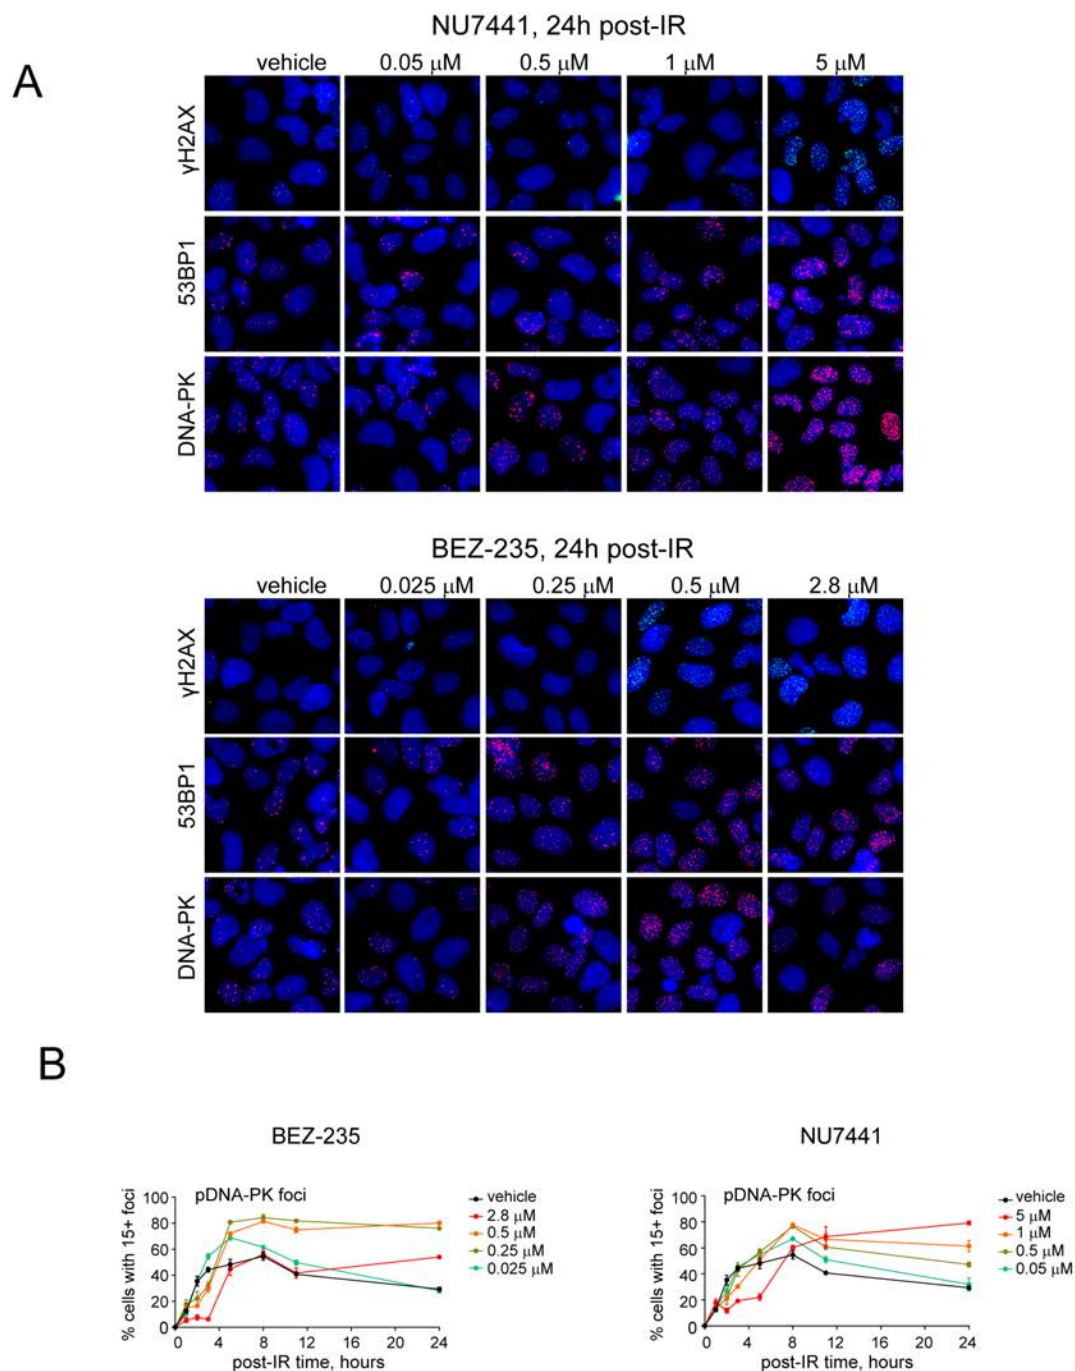 NU7441, 24h post-IR
A
vehicle 0.05 µM 0.5 µM 1 µM 5 µM
γH2AX
53BP1
DNA-PK
BEZ-235, 24h post-IR
vehicle 0.025 µM 0.25 µM 0.5 µM 2.8 µM
γH2AX
53BP1
DNA-PK
B
BEZ-235
pDNA-PK foci
% cells with 15+ foci
100
80
60
40
20
0
0 4 8 12 16 20 24
post-IR time, hours
vehicle
2.8 µM
0.5 µM
0.25 µM
0.025 µM
NU7441
pDNA-PK foci
% cells with 15+ foci
100
80
60
40
20
0
0 4 8 12 16 20 24
post-IR time, hours
vehicle
5 µM
1 µM
0.5 µM
0.05 µM